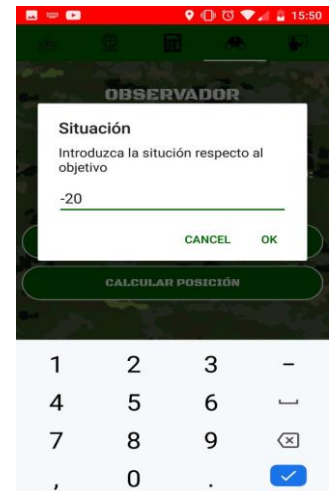 15:50
OBSERVADOR
Situación
Introduzca la situción respecto al
objetivo
-20
CANCEL OK
CALCULAR POSICIÓN
1 2 3 -
4 5 6
7 8 9
, 0 .